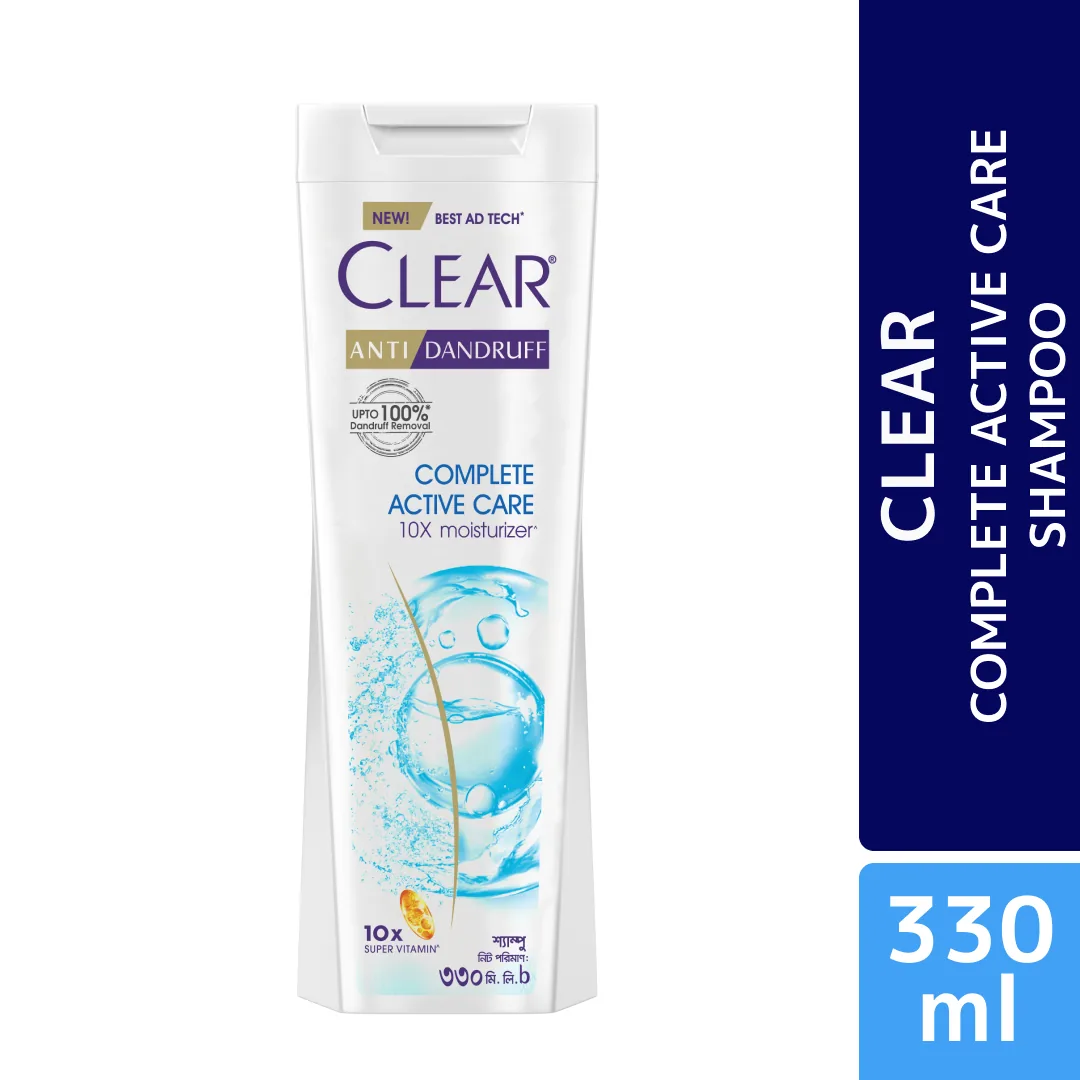 NEW! BEST AD TECH*
CLEAR®
ANTI DANDRUFF
UPTO 100%*
Dandruff Removal
COMPLETE
ACTIVE CARE
10X moisturizer^
10x
SUPER VITAMIN^
শ্যাম্পু
নিট পরিমাণ:
৩৩০ মি. লি.b
CLEAR
COMPLETE ACTIVE CARE
SHAMPOO
330
ml